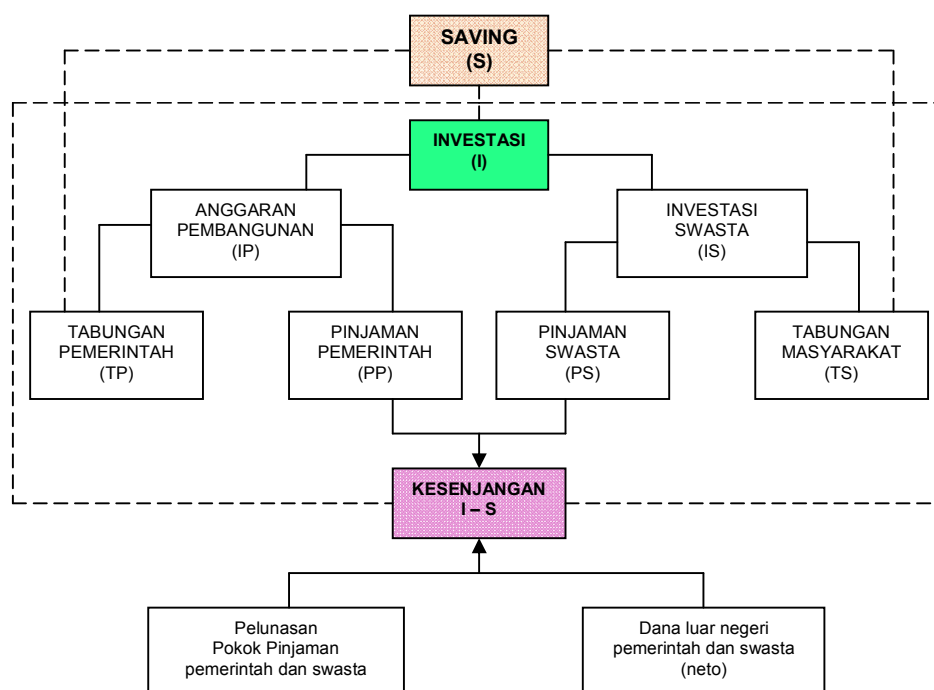 SAVING
(S)
INVESTASI
(I)
ANGGARAN
PEMBANGUNAN
(IP)
INVESTASI
SWASTA
(IS)
TABUNGAN
PEMERINTAH
(TP)
PINJAMAN
PEMERINTAH
(PP)
PINJAMAN
SWASTA
(PS)
TABUNGAN
MASYARAKAT
(TS)
KESENJANGAN
I – S
Pelunasan
Pokok Pinjaman
pemerintah dan swasta
Dana luar negeri
pemerintah dan swasta
(neto)